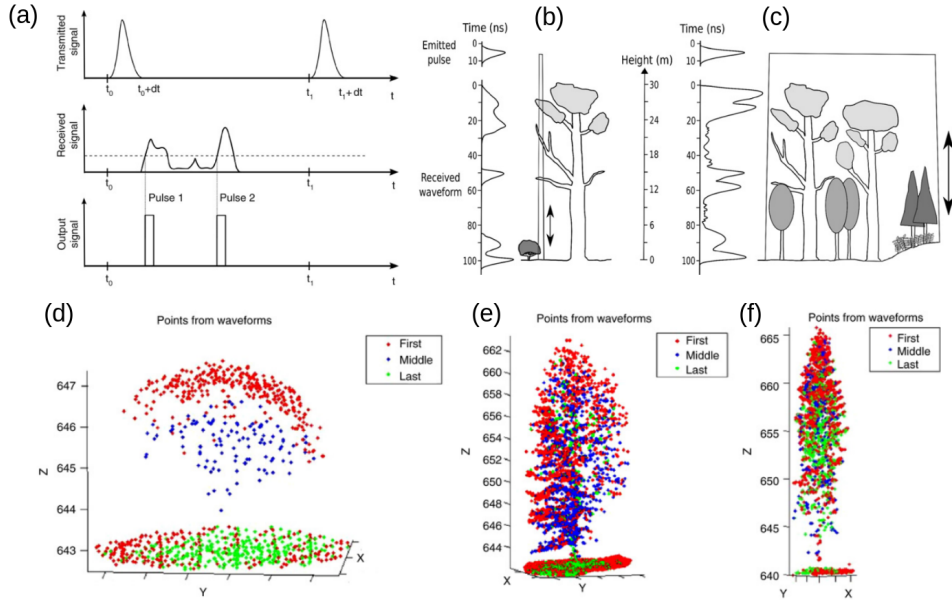 (a)
Transmitted signal
t0
t0+dt
t1
t1+dt
t
Received signal
t0
t1
t
Pulse 1
Pulse 2
Output signal
t0
t1
t
(b)
Time (ns)
Emitted pulse
0
10
Height (m)
0
20
40
60
80
100
Received waveform
30
24
18
12
6
0
(c)
Time (ns)
0
10
0
20
40
60
80
100
(d)
Points from waveforms
First
Middle
Last
647
646
645
644
643
Z
X
Y
(e)
Points from waveforms
First
Middle
Last
662
660
658
656
654
652
650
648
646
644
Z
X
Y
(f)
Points from waveforms
First
Middle
Last
665
660
655
650
645
640
Z
Y
X